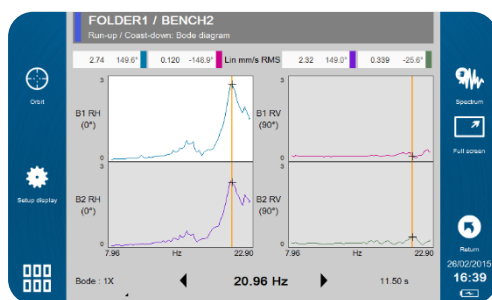 FOLDER1 / BENCH2
Run-up / Coast-down: Bode diagram
2.74 149.6° 0.120 -148.9° Lin mm/s RMS 2.32 149.0° 0.339 -25.6°
Orbit
Setup display
Spectrum
Full screen
Return
3
B1 RH
(0°)
0
3
B1 RV
(90°)
0
3
B2 RH
(0°)
0
3
B2 RV
(90°)
0
7.96 Hz 22.90
7.96 Hz 22.90
Bode : 1X
20.96 Hz
11.50 s
26/02/2015
16:39